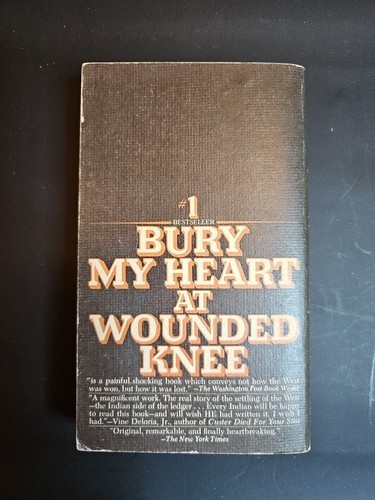 #1
BESTSELLER
BURY
MY HEART
AT
WOUNDED
KNEE
"is a painful, shocking book which conveys not how the West
was won, but how it was lost."—The Washington Post Book World
"A magnificent work. The real story of the settling of the West
—the Indian side of the ledger . . . Every Indian will be happy
to read this book—and will wish HE had written it. I wish I
had."—Vine Deloria, Jr., author of Custer Died For Your Sins
"Original, remarkable, and finally heartbreaking."
—The New York Times